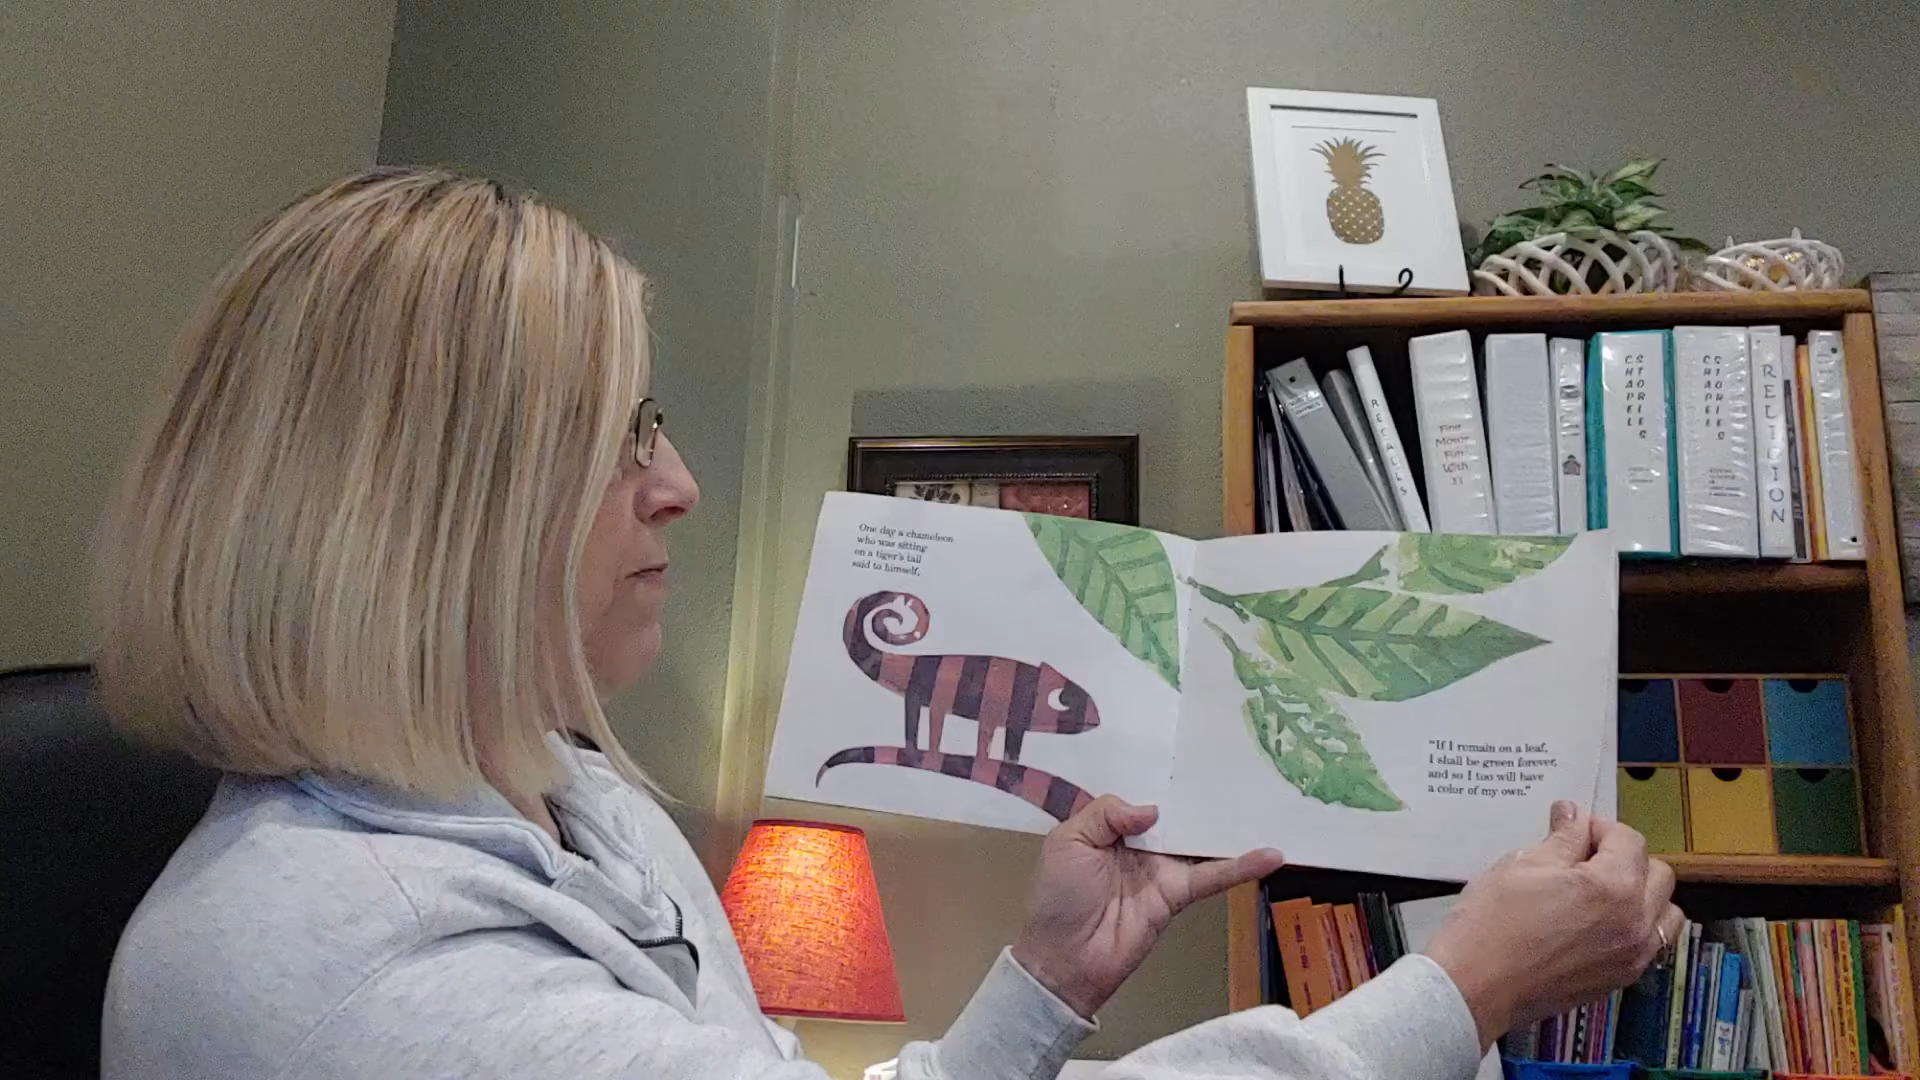 One day a chameleon
who was sitting
on a tiger's tail
said to himself,
"If I remain on a leaf,
I shall be green forever,
and so I too will have
a color of my own."
RECALLS
Fine
Motor
Fun
With
CHAPEL
STORIES
CHAPEL
STORIES
RELIGION